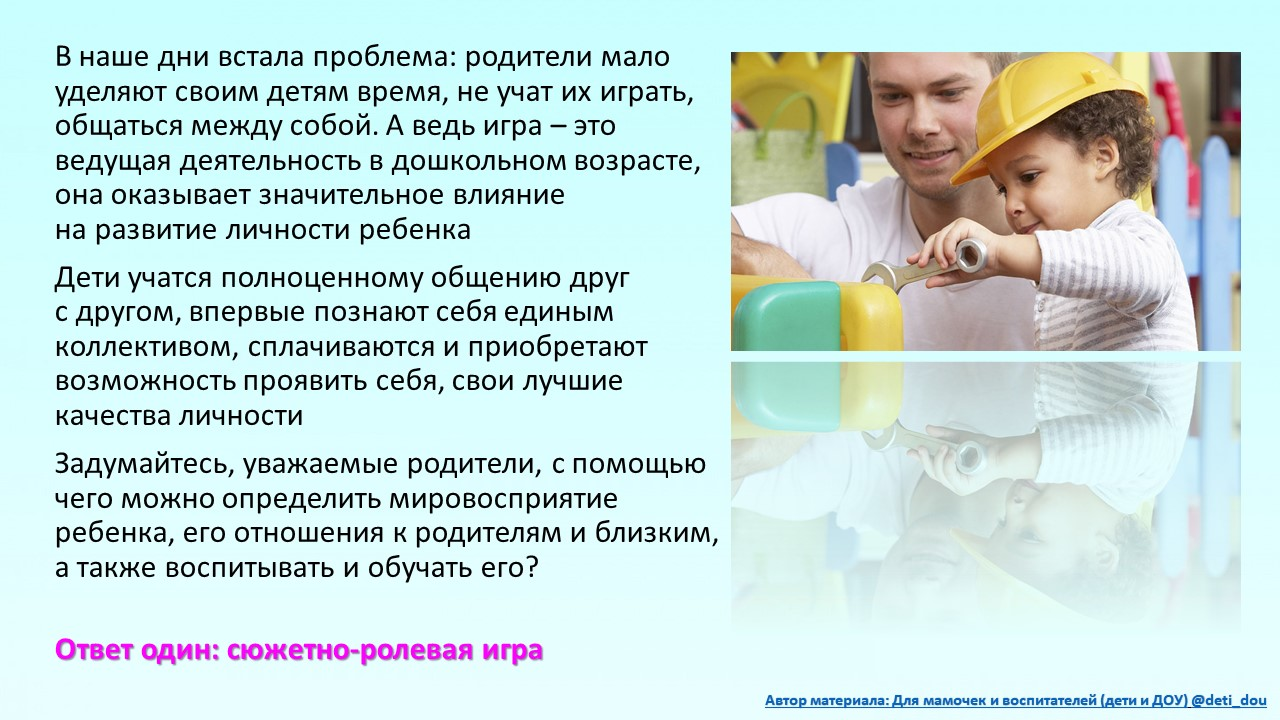 В наше дни встала проблема: родители мало
уделяют своим детям время, не учат их играть,
общаться между собой. А ведь игра – это
ведущая деятельность в дошкольном возрасте,
она оказывает значительное влияние
на развитие личности ребенка
Дети учатся полноценному общению друг
с другом, впервые познают себя единым
коллективом, сплачиваются и приобретают
возможность проявить себя, свои лучшие
качества личности
Задумайтесь, уважаемые родители, с помощью
чего можно определить мировосприятие
ребенка, его отношения к родителям и близким,
а также воспитывать и обучать его?
Ответ один: сюжетно-ролевая игра
Автор материала: Для мамочек и воспитателей (дети и ДОУ) @deti_dou